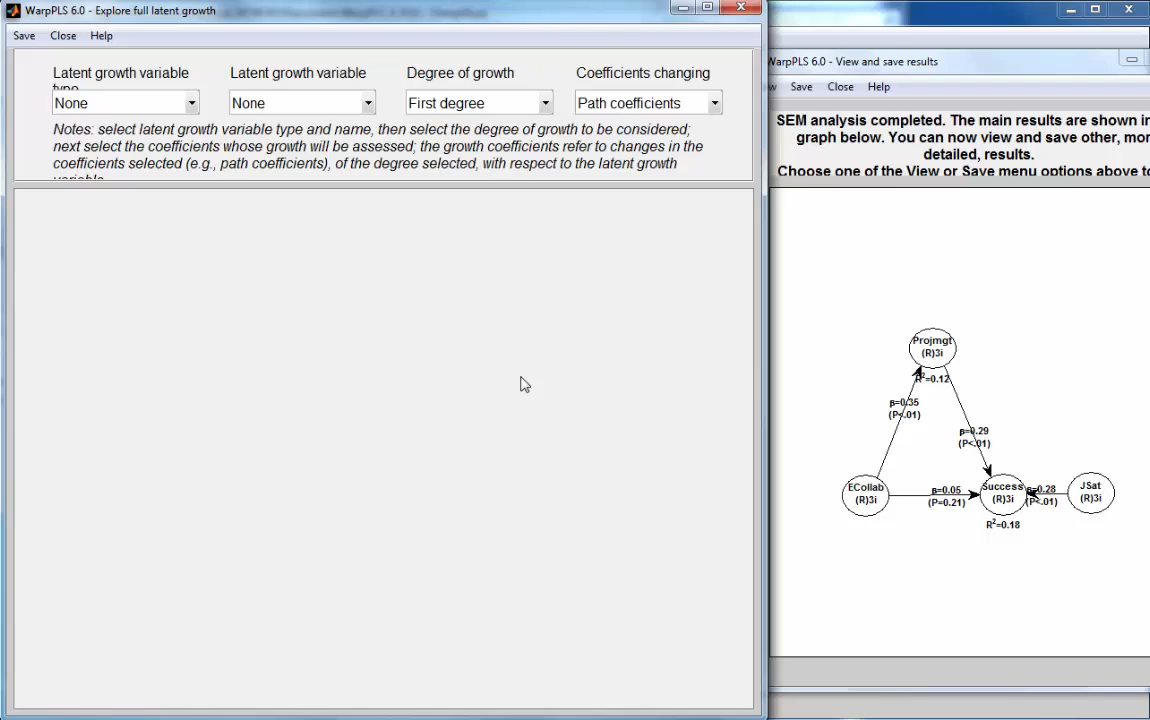 WarpPLS 6.0 - Explore full latent growth
Save Close Help
Latent growth variable type
Latent growth variable
Degree of growth
Coefficients changing
None
None
First degree
Path coefficients
Notes: select latent growth variable type and name, then select the degree of growth to be considered;
next select the coefficients whose growth will be assessed; the growth coefficients refer to changes in the
coefficients selected (e.g., path coefficients), of the degree selected, with respect to the latent growth
variable
WarpPLS 6.0 - View and save results
w Save Close Help
SEM analysis completed. The main results are shown in
graph below. You can now view and save other, mor
detailed, results.
Choose one of the View or Save menu options above to
Projmgt
(R)3i
R²=0.12
β=0.35
(P<.01)
β=0.29
(P<.01)
ECollab
(R)3i
β=0.05
(P=0.21)
Success
(R)3i
β=0.28
(P<.01)
JSat
(R)3i
R²=0.18